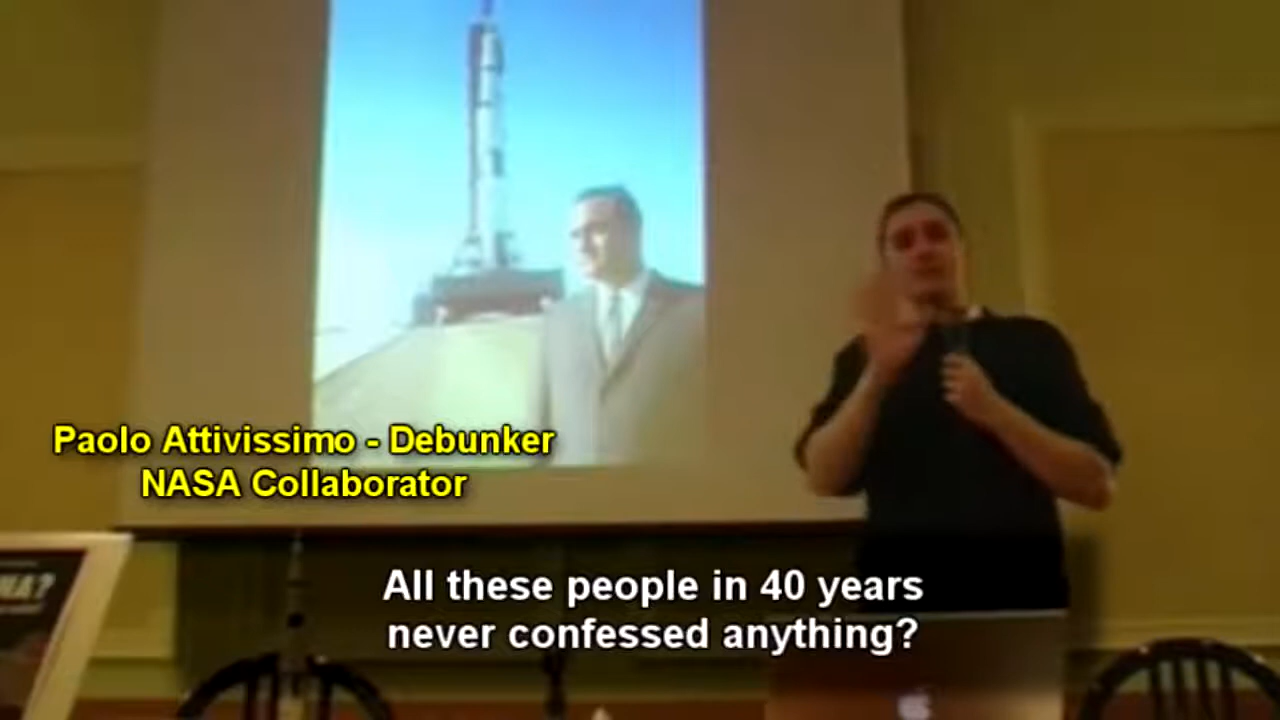 Paolo Attivissimo - Debunker
NASA Collaborator
All these people in 40 years
never confessed anything?